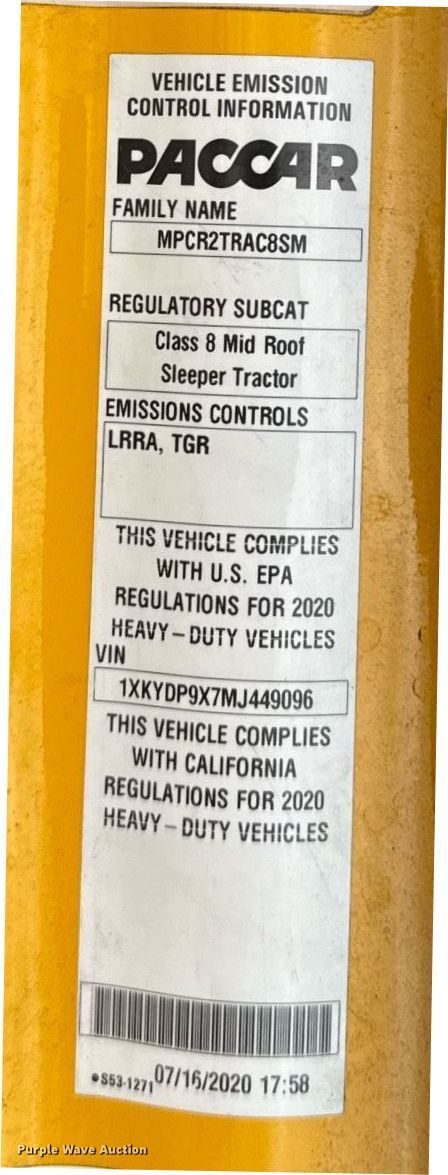 VEHICLE EMISSION
CONTROL INFORMATION
PACCAR
FAMILY NAME
MPCR2TRAC8SM
REGULATORY SUBCAT
Class 8 Mid Roof
Sleeper Tractor
EMISSIONS CONTROLS
LRRA, TGR
THIS VEHICLE COMPLIES
WITH U.S. EPA
REGULATIONS FOR 2020
HEAVY-DUTY VEHICLES
VIN
1XKYDP9X7MJ449096
THIS VEHICLE COMPLIES
WITH CALIFORNIA
REGULATIONS FOR 2020
HEAVY-DUTY VEHICLES
•S53-1271 07/16/2020 17:58
Purple Wave Auction